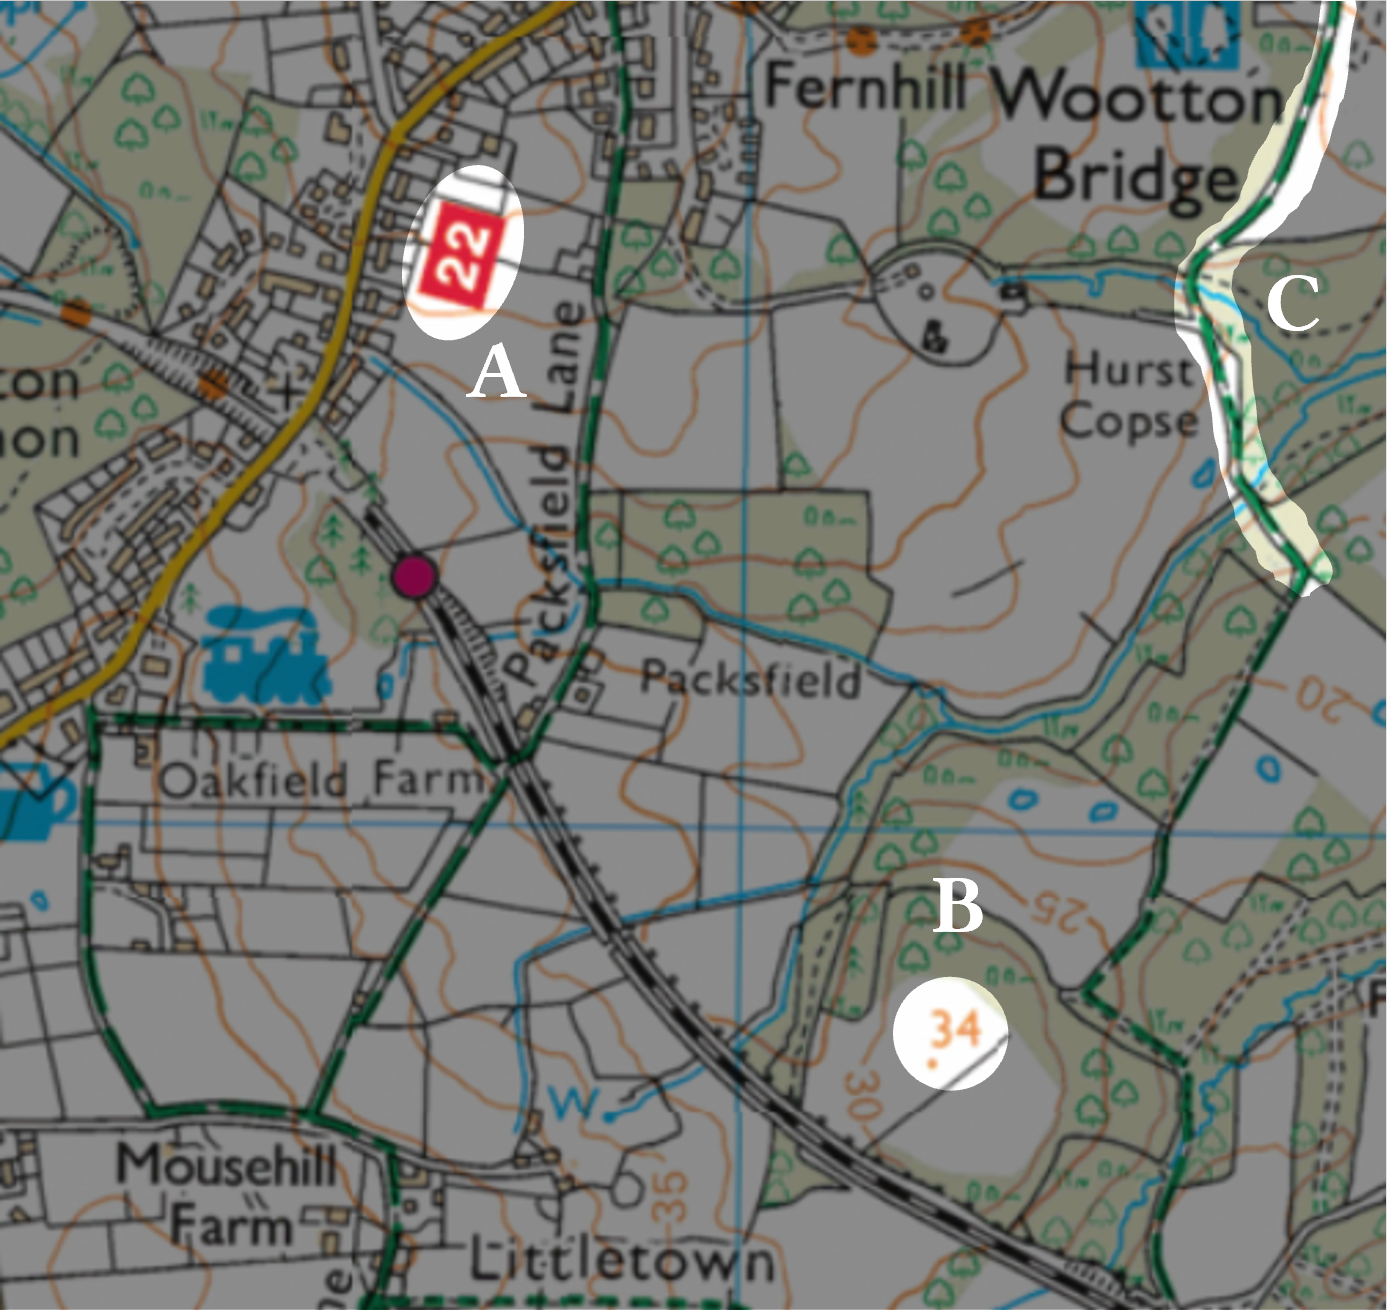 Fernhill
Wootton
Bridge
22
A
C
Packsfield Lane
Hurst
Copse
ton
Packsfield
20
Oakfield Farm
B
25
34
30
W
Mousehill
Farm
35
Littletown
F